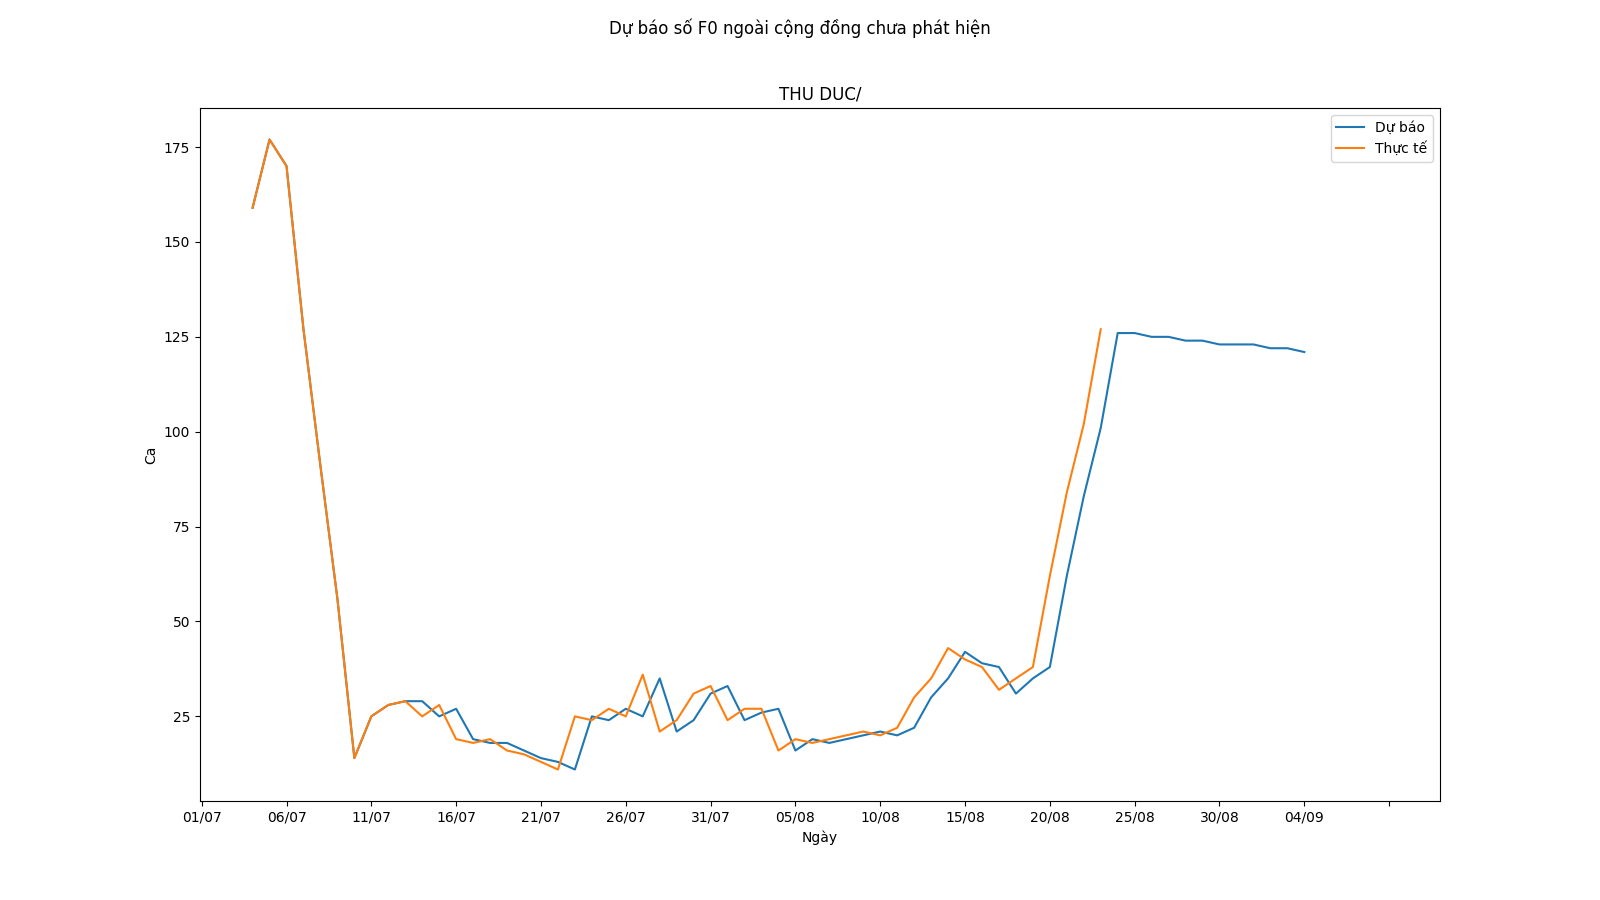 Dự báo số F0 ngoài cộng đồng chưa phát hiện
THU DUC/
Dự báo
Thực tế
175
150
125
100
75
50
25
Ca
01/07 06/07 11/07 16/07 21/07 26/07 31/07 05/08 10/08 15/08 20/08 25/08 30/08 04/09
Ngày